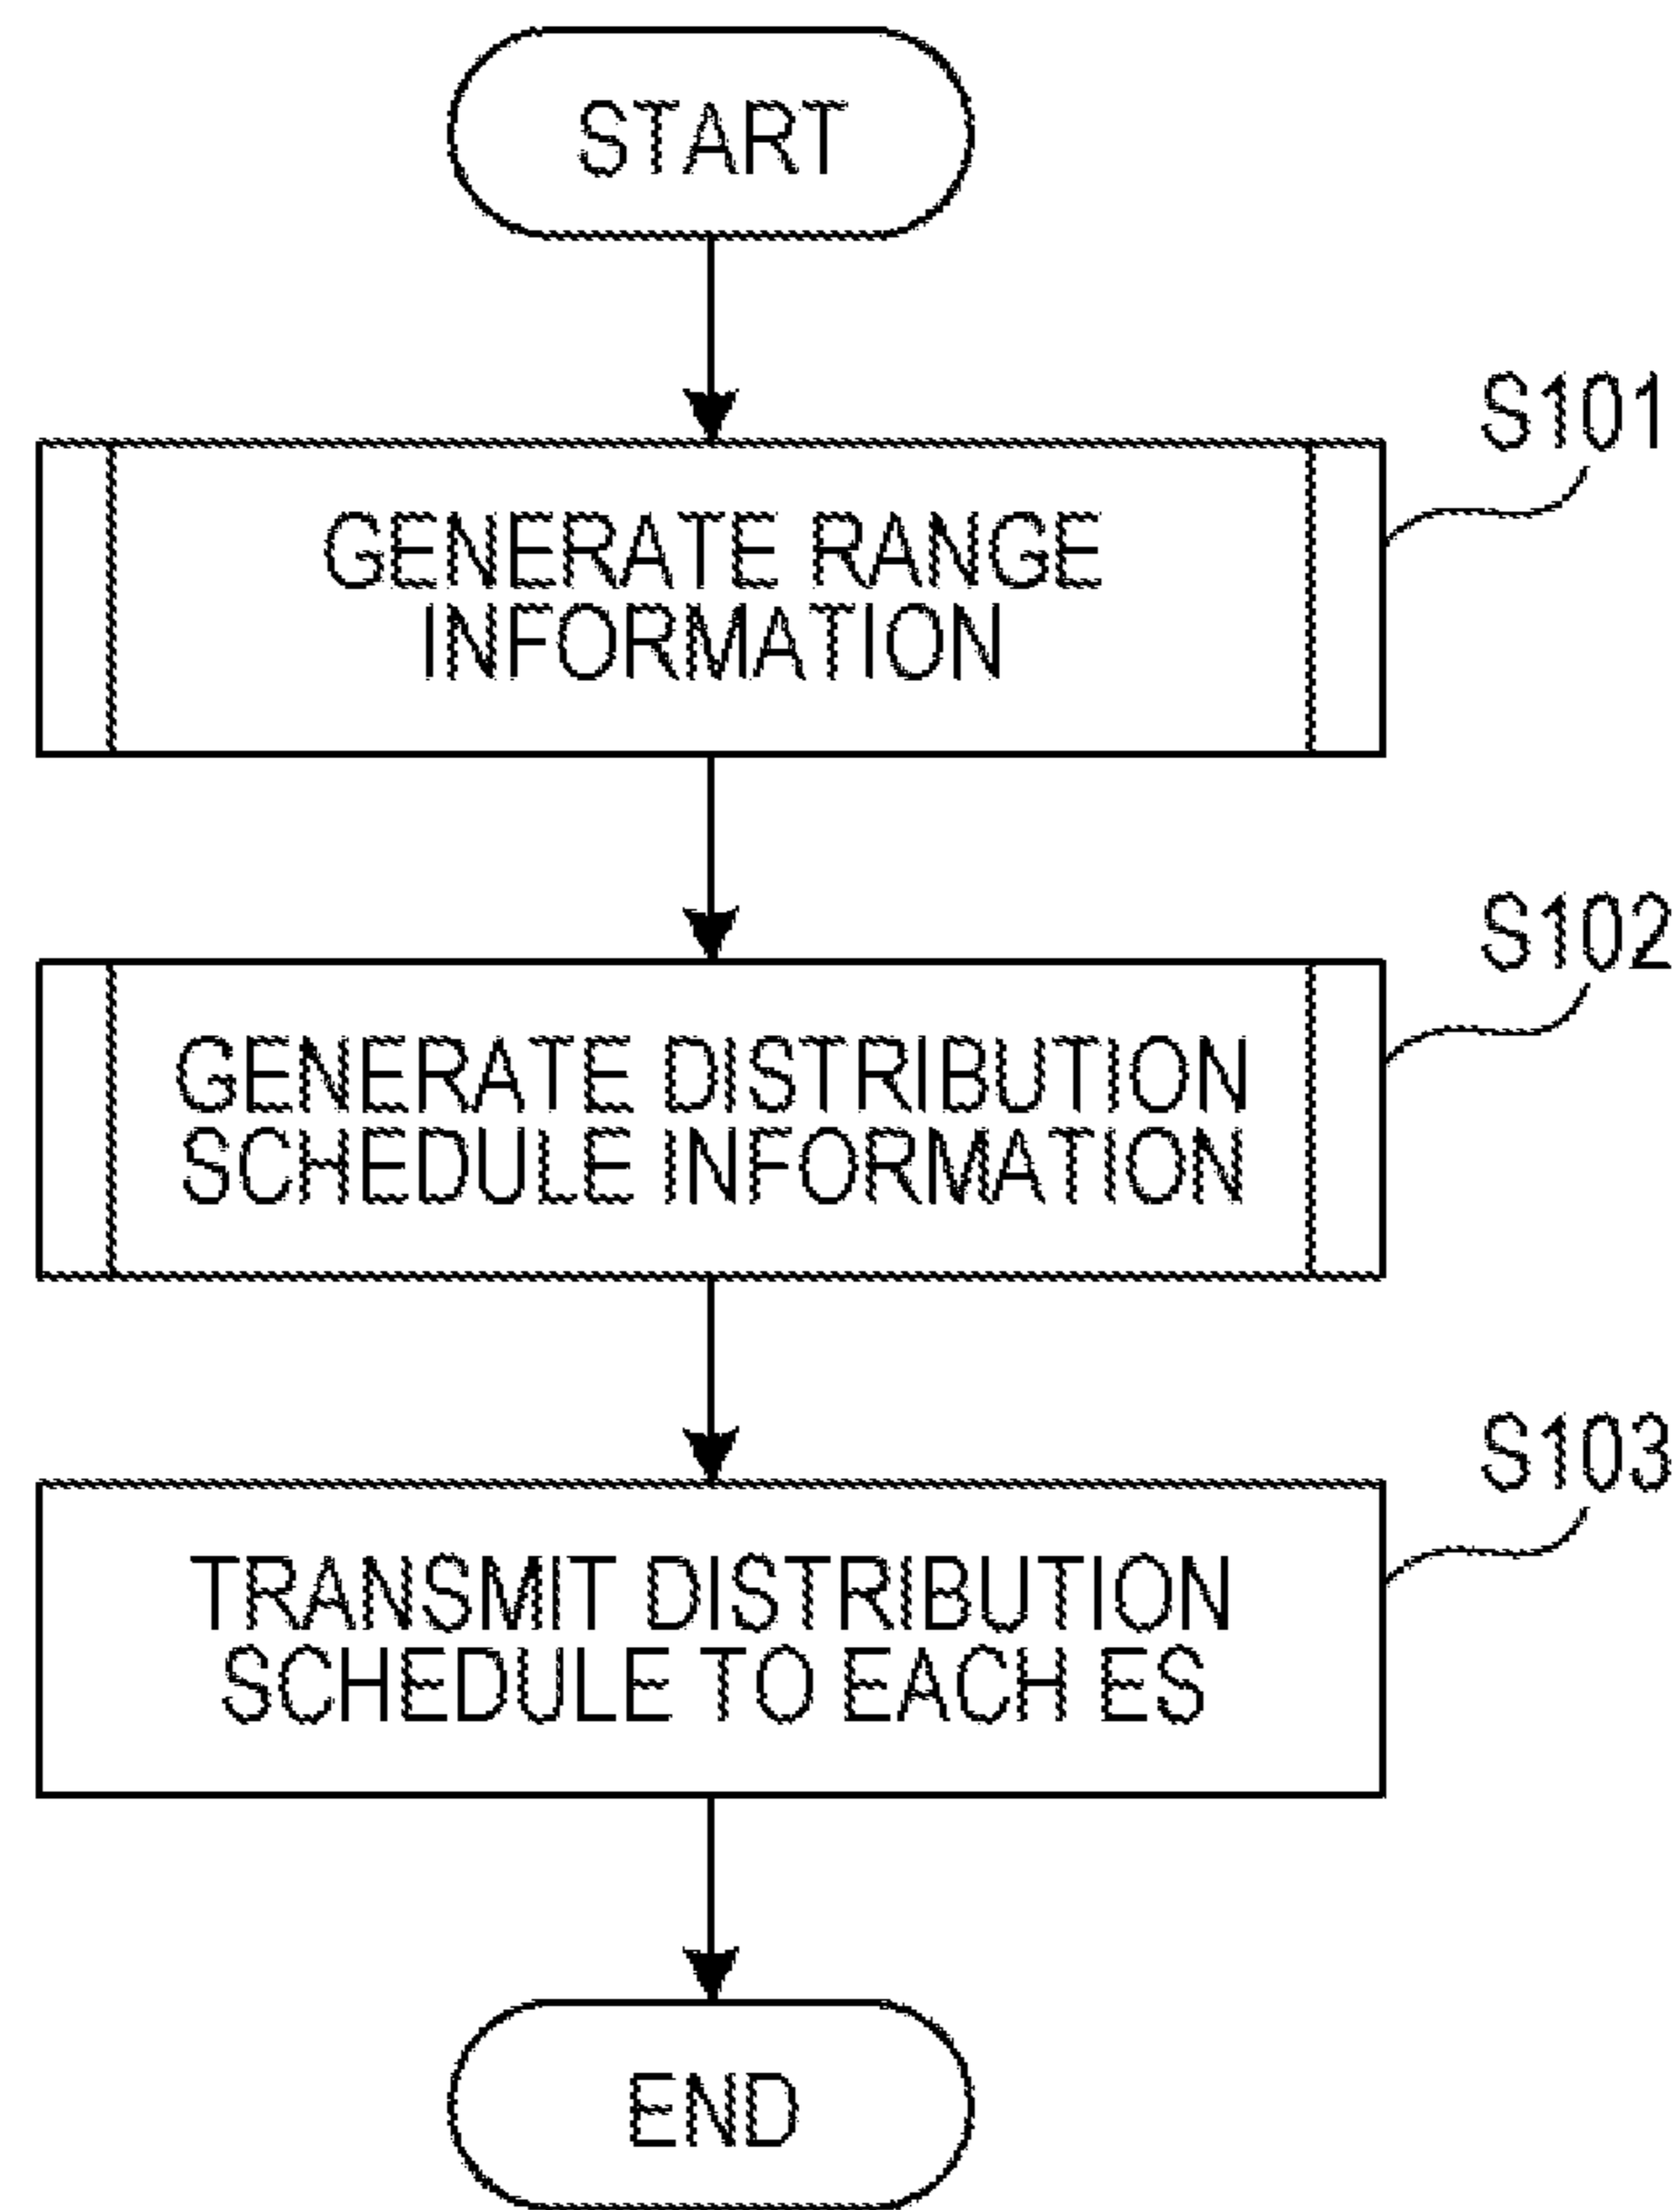 START
S101
GENERATE RANGE
INFORMATION
S102
GENERATE DISTRIBUTION
SCHEDULE INFORMATION
S103
TRANSMIT DISTRIBUTION
SCHEDULE TO EACH ES
END